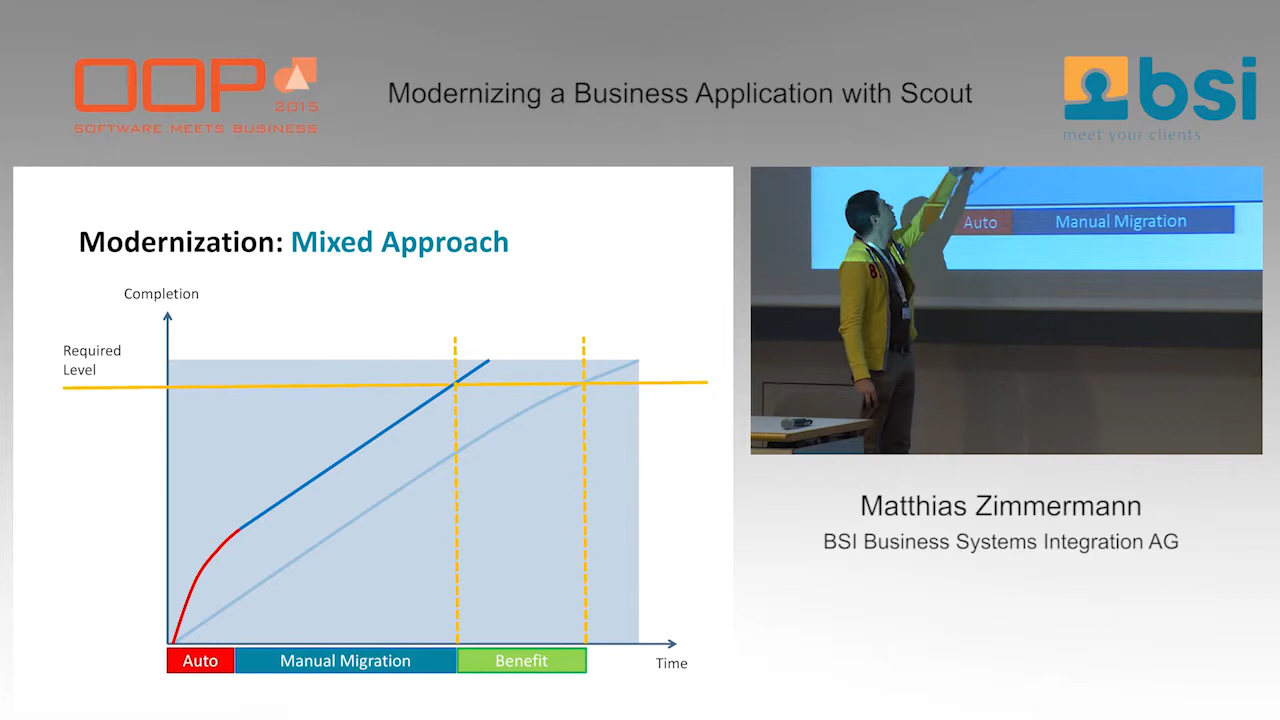 OOP
2015
SOFTWARE MEETS BUSINESS
Modernizing a Business Application with Scout
bsi
meet your clients
Modernization: Mixed Approach
Completion
Required
Level
Auto
Manual Migration
Benefit
Time
Auto
Manual Migration
8
Matthias Zimmermann
BSI Business Systems Integration AG